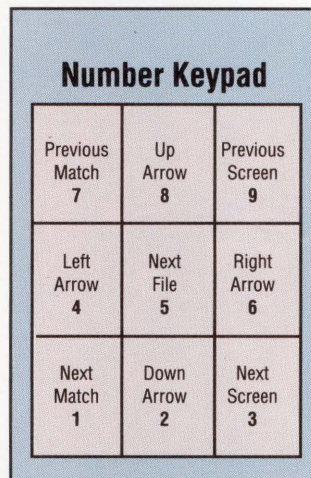 Number Keypad
Previous
Match
7
Up
Arrow
8
Previous
Screen
9
Left
Arrow
4
Next
File
5
Right
Arrow
6
Next
Match
1
Down
Arrow
2
Next
Screen
3